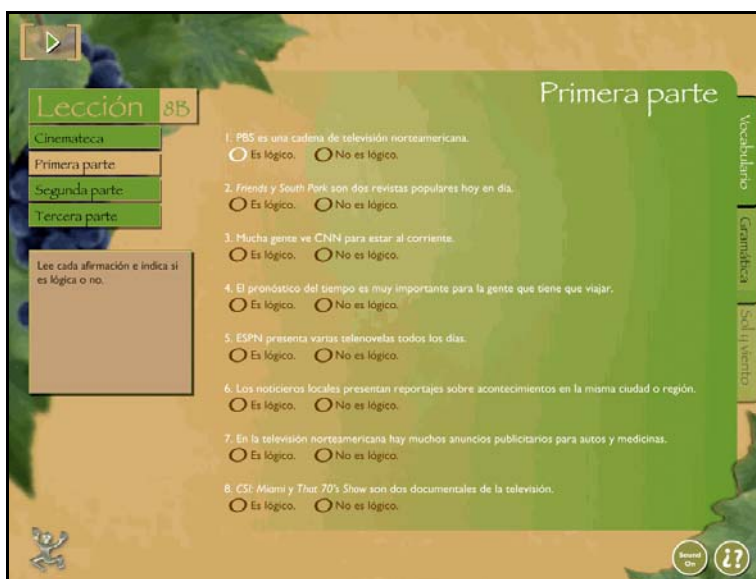 Primera parte
Lección 8B
Cinemateca
Primera parte
Segunda parte
Tercera parte
Lee cada afirmación e indica si
es lógica o no.
1. PBS es una cadena de televisión norteamericana.
Es lógico. No es lógico.
2. Friends y South Park son dos revistas populares hoy en día.
Es lógico. No es lógico.
3. Mucha gente ve CNN para estar al corriente.
Es lógico. No es lógico.
4. El pronóstico del tiempo es muy importante para la gente que tiene que viajar.
Es lógico. No es lógico.
5. ESPN presenta varias telenovelas todos los días.
Es lógico. No es lógico.
6. Los noticieros locales presentan reportajes sobre acontecimientos en la misma ciudad o región.
Es lógico. No es lógico.
7. En la televisión norteamericana hay muchos anuncios publicitarios para autos y medicinas.
Es lógico. No es lógico.
8. CSI: Miami y That 70's Show son dos documentales de la televisión.
Es lógico. No es lógico.
Vocabulario
Gramática
Sol y viento
Sound
On
¿?